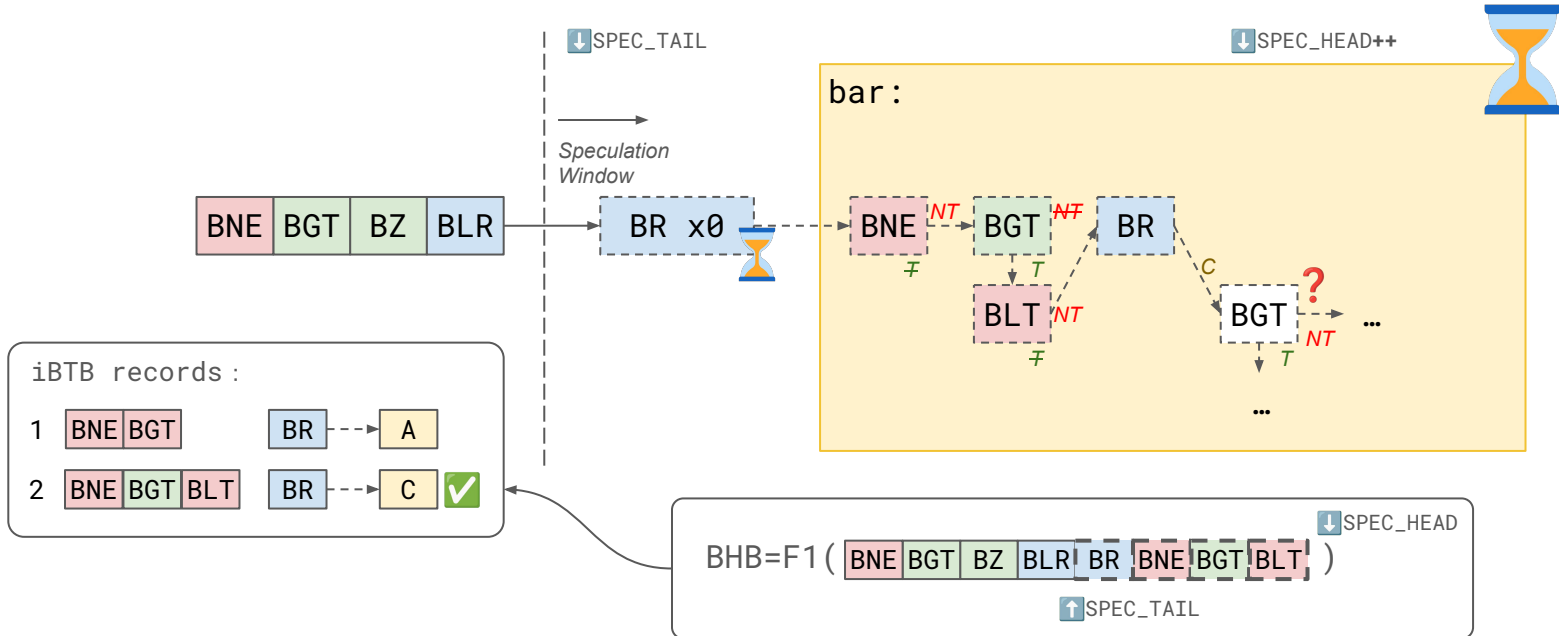 ⬇SPEC_TAIL
⬇SPEC_HEAD++
bar:
Speculation
Window
BNE BGT BZ BLR
BR x0
BNE NT BGT NT BR
T T
C
BLT NT BGT ❓ NT …
T T
…
iBTB records:
1 BNE BGT BR A
2 BNE BGT BLT BR C ✅
⬇SPEC_HEAD
BHB=F1( BNE BGT BZ BLR BR BNE BGT BLT )
⬆SPEC_TAIL